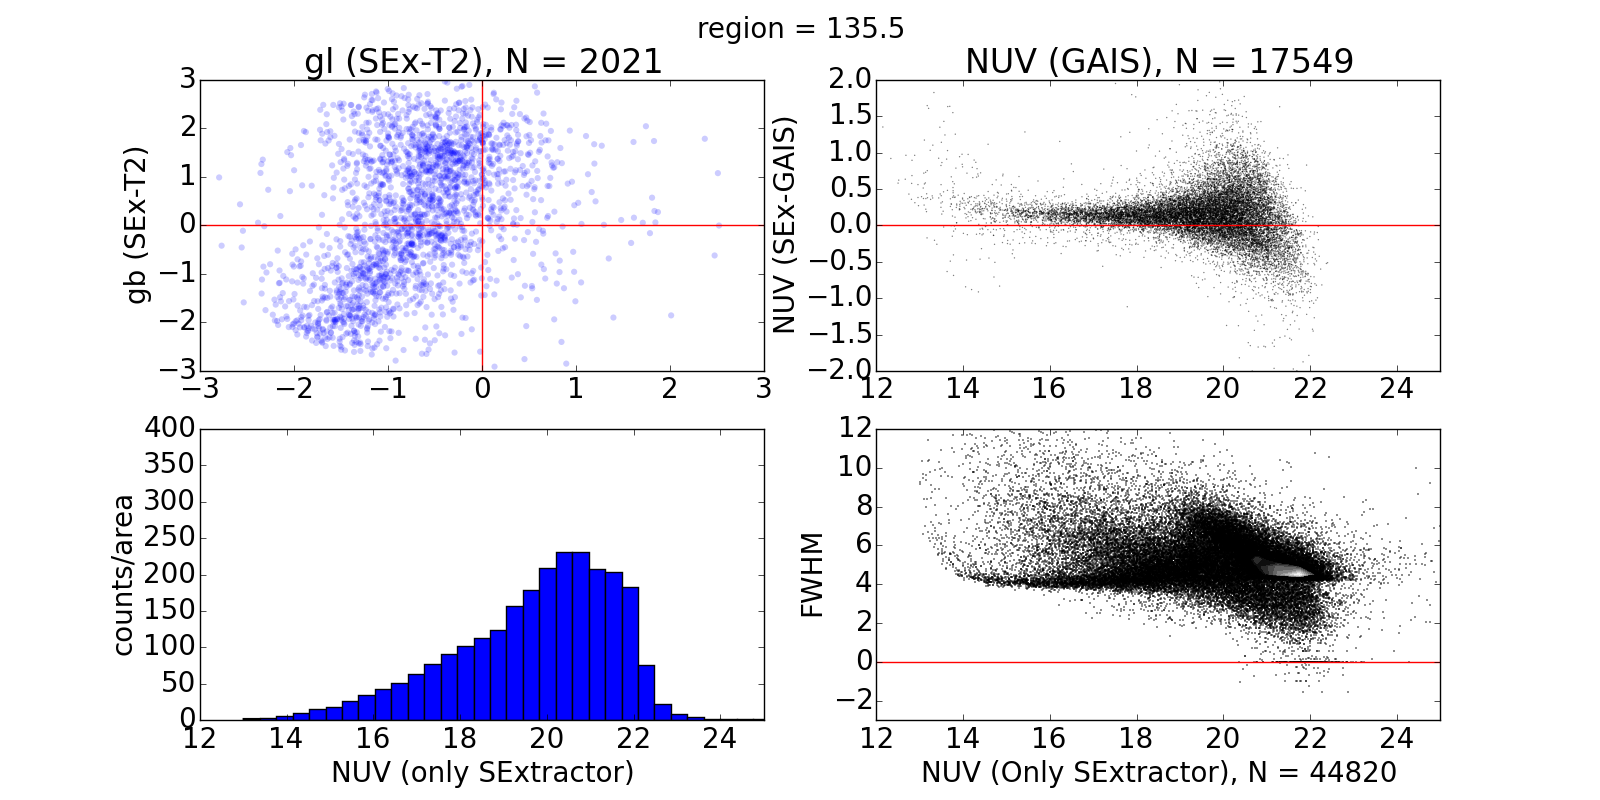 region = 135.5
gl (SEx-T2), N = 2021
3
2
1
0
−1
−2
−3
gb (SEx-T2)
−3 −2 −1 0 1 2 3
NUV (GAIS), N = 17549
2.0
1.5
1.0
0.5
0.0
−0.5
−1.0
−1.5
−2.0
NUV (SEx-GAIS)
12 14 16 18 20 22 24
400
350
300
250
200
150
100
50
0
counts/area
12 14 16 18 20 22 24
NUV (only SExtractor)
12
10
8
6
4
2
0
−2
FWHM
12 14 16 18 20 22 24
NUV (Only SExtractor), N = 44820